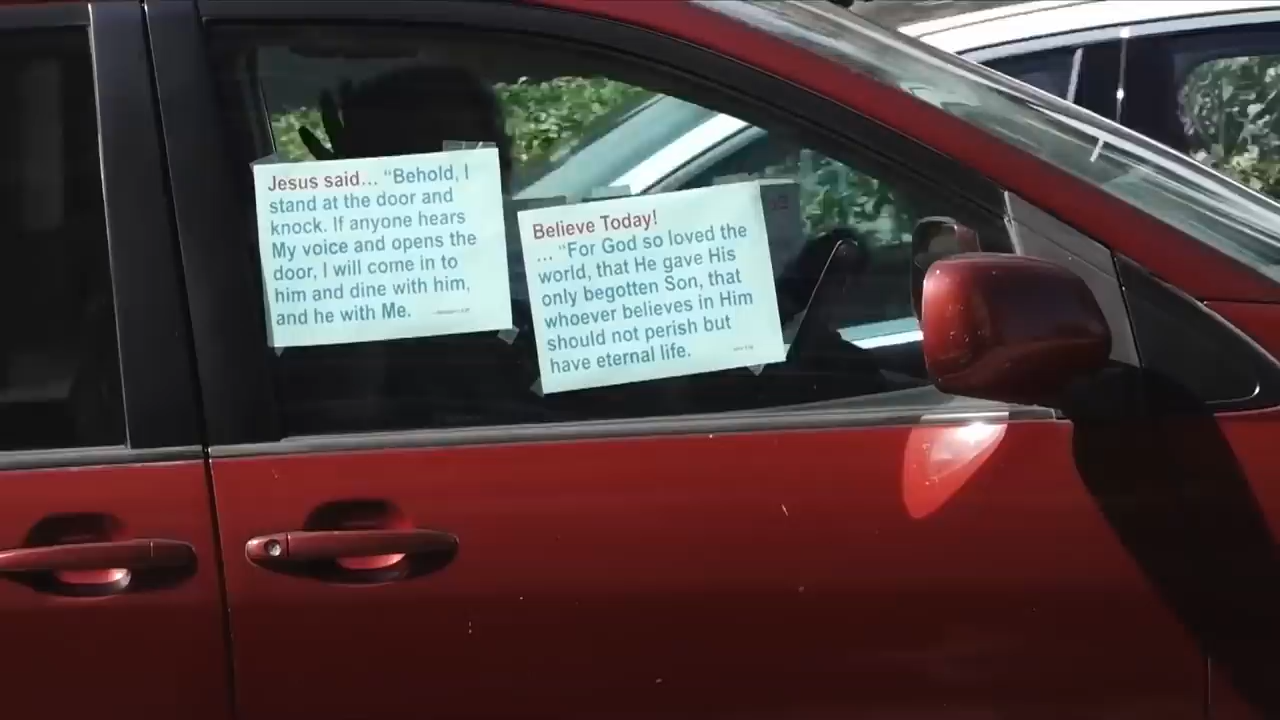 Jesus said... “Behold, I
stand at the door and
knock. If anyone hears
My voice and opens the
door, I will come in to
him and dine with him,
and he with Me.
Believe Today!
... “For God so loved the
world, that He gave His
only begotten Son, that
whoever believes in Him
should not perish but
have eternal life.